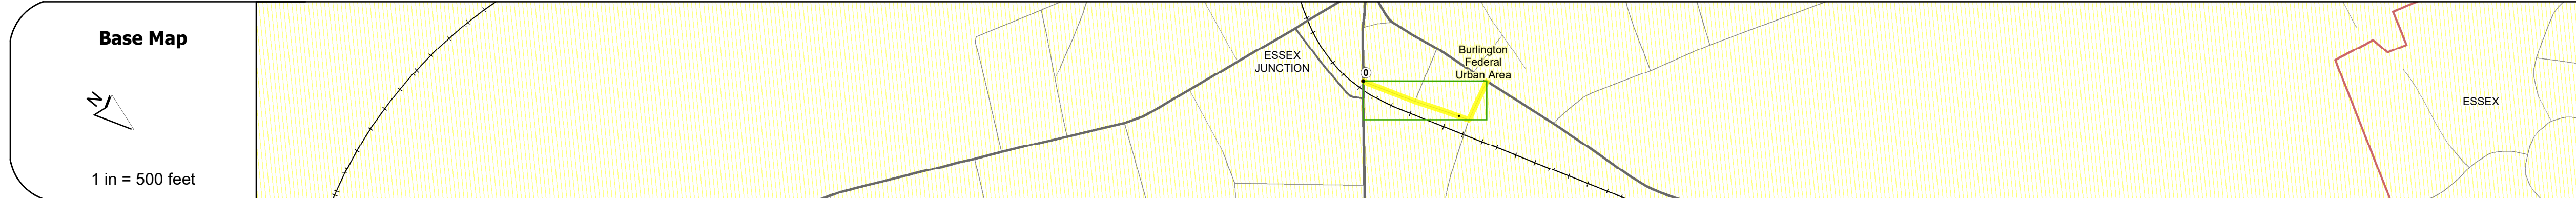 Base Map
N
1 in = 500 feet
ESSEX
JUNCTION
0
Burlington
Federal
Urban Area
ESSEX